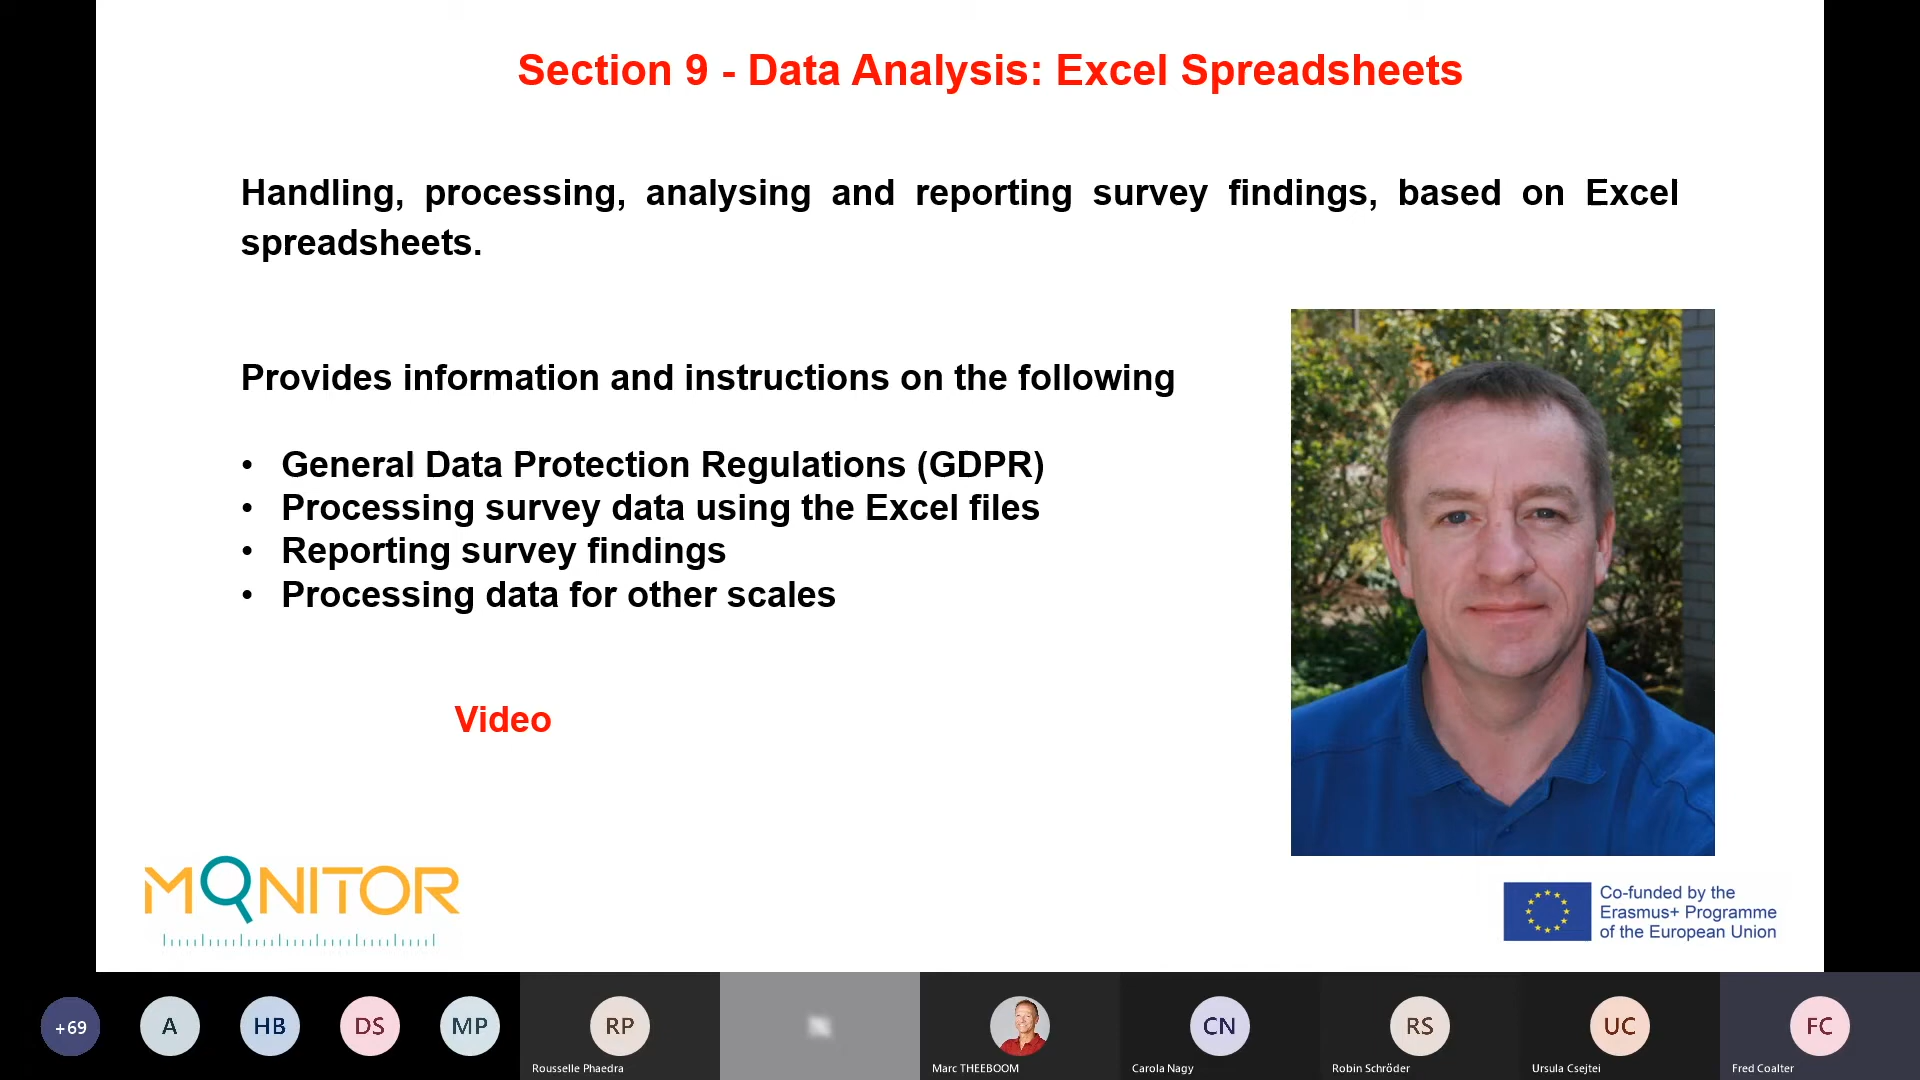 Section 9 - Data Analysis: Excel Spreadsheets
Handling, processing, analysing and reporting survey findings, based on Excel
spreadsheets.
Provides information and instructions on the following
• General Data Protection Regulations (GDPR)
• Processing survey data using the Excel files
• Reporting survey findings
• Processing data for other scales
Video
MONITOR
Co-funded by the
Erasmus+ Programme
of the European Union
+69
A
HB
DS
MP
RP
CN
RS
UC
FC
Rousselle Phaedra
Marc THEEBOOM
Carola Nagy
Robin Schröder
Ursula Csejtei
Fred Coalter